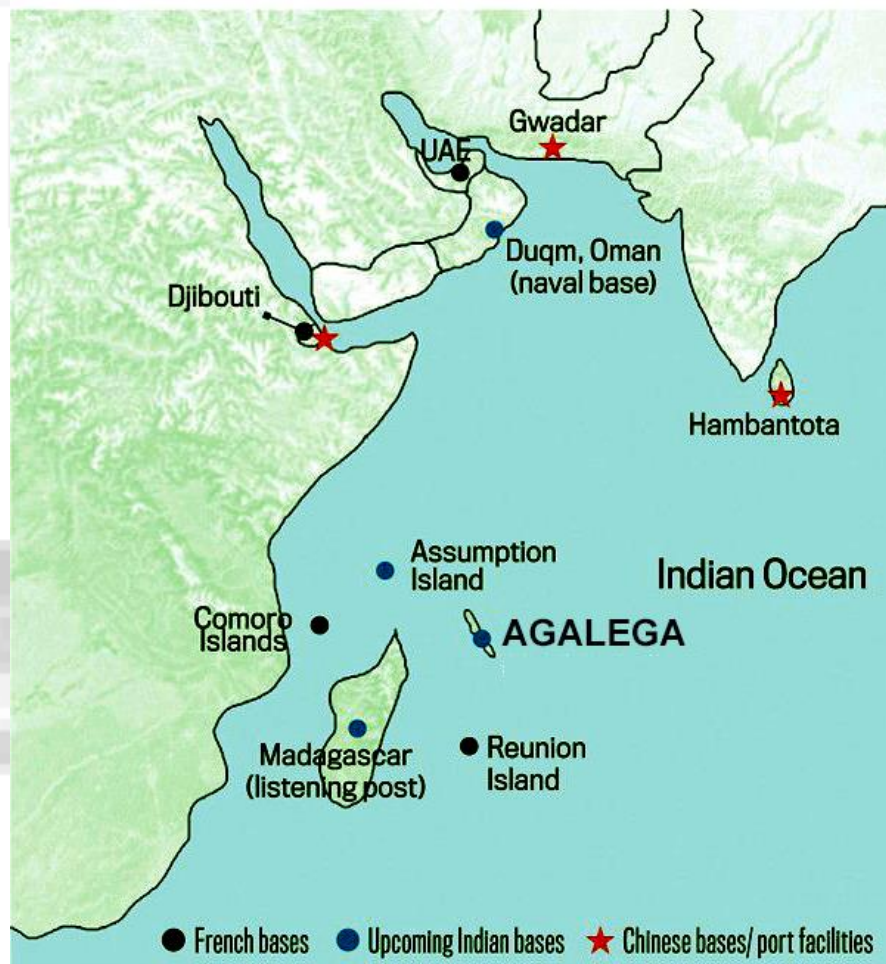 Gwadar
UAE
Duqm, Oman
(naval base)
Djibouti
Hambantota
Assumption
Island
Indian Ocean
Comoro
Islands
AGALEGA
Madagascar
(listening post)
Reunion
Island
French bases
Upcoming Indian bases
Chinese bases/ port facilities